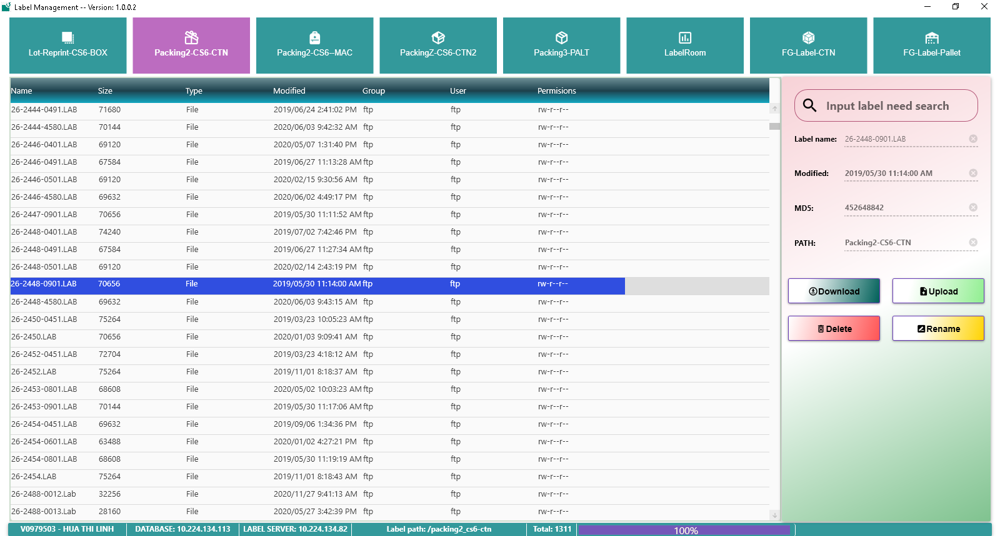 Label Management -- Version: 1.0.0.2
Lot-Reprint-CS6-BOX Packing2-CS6-CTN Packing2-CS6--MAC PackingZ-CS6-CTN2 Packing3-PALT LabelRoom FG-Label-CTN FG-Label-Pallet
Name Size Type Modified Group User Permisions
26-2444-0491.LAB 71680 File 2019/06/24 2:41:02 PM ftp ftp rw-r--r--
26-2444-4580.LAB 70144 File 2020/06/03 9:42:32 AM ftp ftp rw-r--r--
26-2446-0401.LAB 69120 File 2020/05/07 1:31:40 PM ftp ftp rw-r--r--
26-2446-0491.LAB 67584 File 2019/06/27 11:13:28 AM ftp ftp rw-r--r--
26-2446-0501.LAB 69120 File 2020/02/15 9:30:56 AM ftp ftp rw-r--r--
26-2446-4580.LAB 69632 File 2020/06/02 4:49:17 PM ftp ftp rw-r--r--
26-2447-0901.LAB 70656 File 2019/05/30 11:11:52 AM ftp ftp rw-r--r--
26-2448-0401.LAB 74240 File 2019/07/02 7:42:46 PM ftp ftp rw-r--r--
26-2448-0491.LAB 67584 File 2019/06/27 11:27:34 AM ftp ftp rw-r--r--
26-2448-0501.LAB 69120 File 2020/02/14 2:43:19 PM ftp ftp rw-r--r--
26-2448-0901.LAB 70656 File 2019/05/30 11:14:00 AM ftp ftp rw-r--r--
26-2448-4580.LAB 69632 File 2020/06/03 9:43:15 AM ftp ftp rw-r--r--
26-2450-0451.LAB 75264 File 2019/03/23 10:05:23 AM ftp ftp rw-r--r--
26-2450.LAB 70656 File 2020/01/03 9:09:41 AM ftp ftp rw-r--r--
26-2452-0451.LAB 72704 File 2019/03/23 4:18:12 AM ftp ftp rw-r--r--
26-2452.LAB 75264 File 2019/11/01 8:18:37 AM ftp ftp rw-r--r--
26-2453-0801.LAB 68608 File 2020/05/02 10:03:23 AM ftp ftp rw-r--r--
26-2453-0901.LAB 70144 File 2019/05/30 11:17:06 AM ftp ftp rw-r--r--
26-2454-0451.LAB 69632 File 2019/09/06 1:34:36 PM ftp ftp rw-r--r--
26-2454-0601.LAB 63488 File 2020/01/02 4:27:21 PM ftp ftp rw-r--r--
26-2454-0801.LAB 68608 File 2019/05/30 11:19:19 AM ftp ftp rw-r--r--
26-2454.LAB 75264 File 2019/11/01 8:18:43 AM ftp ftp rw-r--r--
26-2488-0012.Lab 32256 File 2020/11/27 9:41:13 AM ftp ftp rw-r--r--
26-2488-0013.Lab 28160 File 2020/05/27 3:42:39 PM ftp ftp rw-r--r--
Input label need search
Label name: 26-2448-0901.LAB
Modified: 2019/05/30 11:14:00 AM
MD5: 452648842
PATH: Packing2-CS6-CTN
Download Upload
Delete Rename
V0979503 - HUA THI LINH DATABASE: 10.224.134.113 LABEL SERVER: 10.224.134.82 Label path: /packing2_cs6-ctn Total: 1311 100%